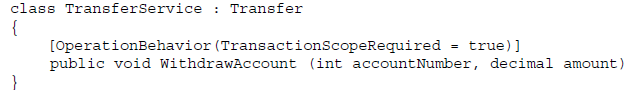 class TransferService : Transfer
{
    [OperationBehavior(TransactionScopeRequired = true)]
    public void WithdrawAccount (int accountNumber, decimal amount)
}